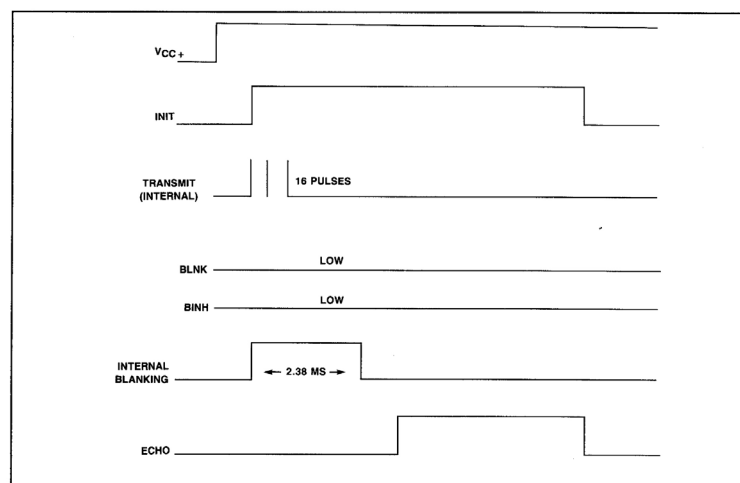 VCC+
INIT
TRANSMIT
(INTERNAL)
16 PULSES
BLNK
LOW
BINH
LOW
INTERNAL
BLANKING
2.38 MS
ECHO